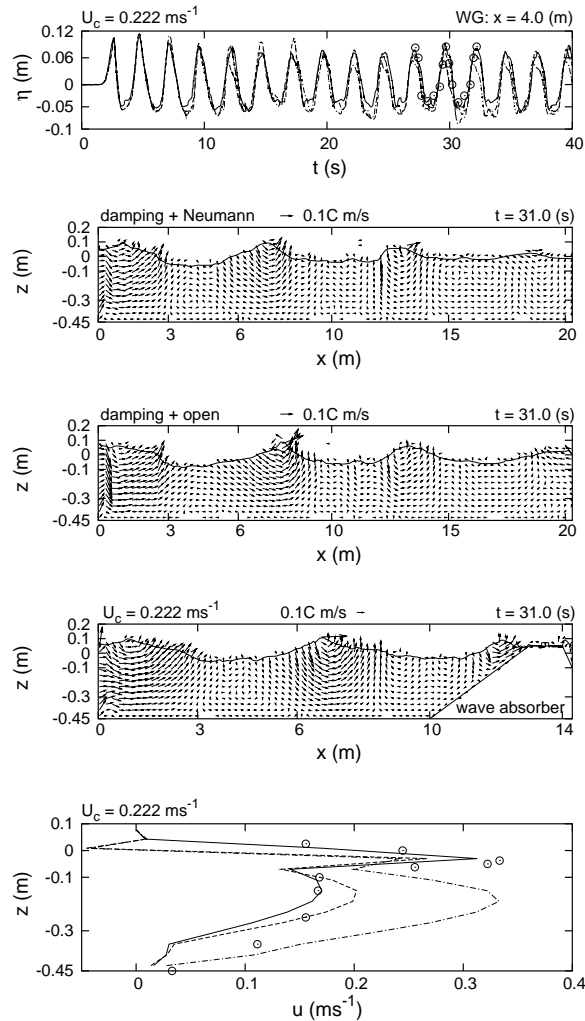 U_c = 0.222 ms^-1 WG: x = 4.0 (m)
0.12
0.06
0
-0.05
-0.1
η (m)
0 10 20 30 40
t (s)
damping + Neumann → 0.1C m/s t = 31.0 (s)
0.2
0.1
0
-0.1
-0.3
-0.45
z (m)
0 3 6 10 15 20
x (m)
damping + open → 0.1C m/s t = 31.0 (s)
0.2
0.1
0
-0.1
-0.3
-0.45
z (m)
0 3 6 10 15 20
x (m)
U_c = 0.222 ms^-1 0.1C m/s → t = 31.0 (s)
0.2
0.1
0
-0.1
-0.3
-0.45
z (m)
wave absorber
0 3 6 10 14
x (m)
U_c = 0.222 ms^-1
0.1
0
-0.1
-0.3
-0.45
z (m)
0 0.1 0.2 0.3 0.4
u (ms^-1)